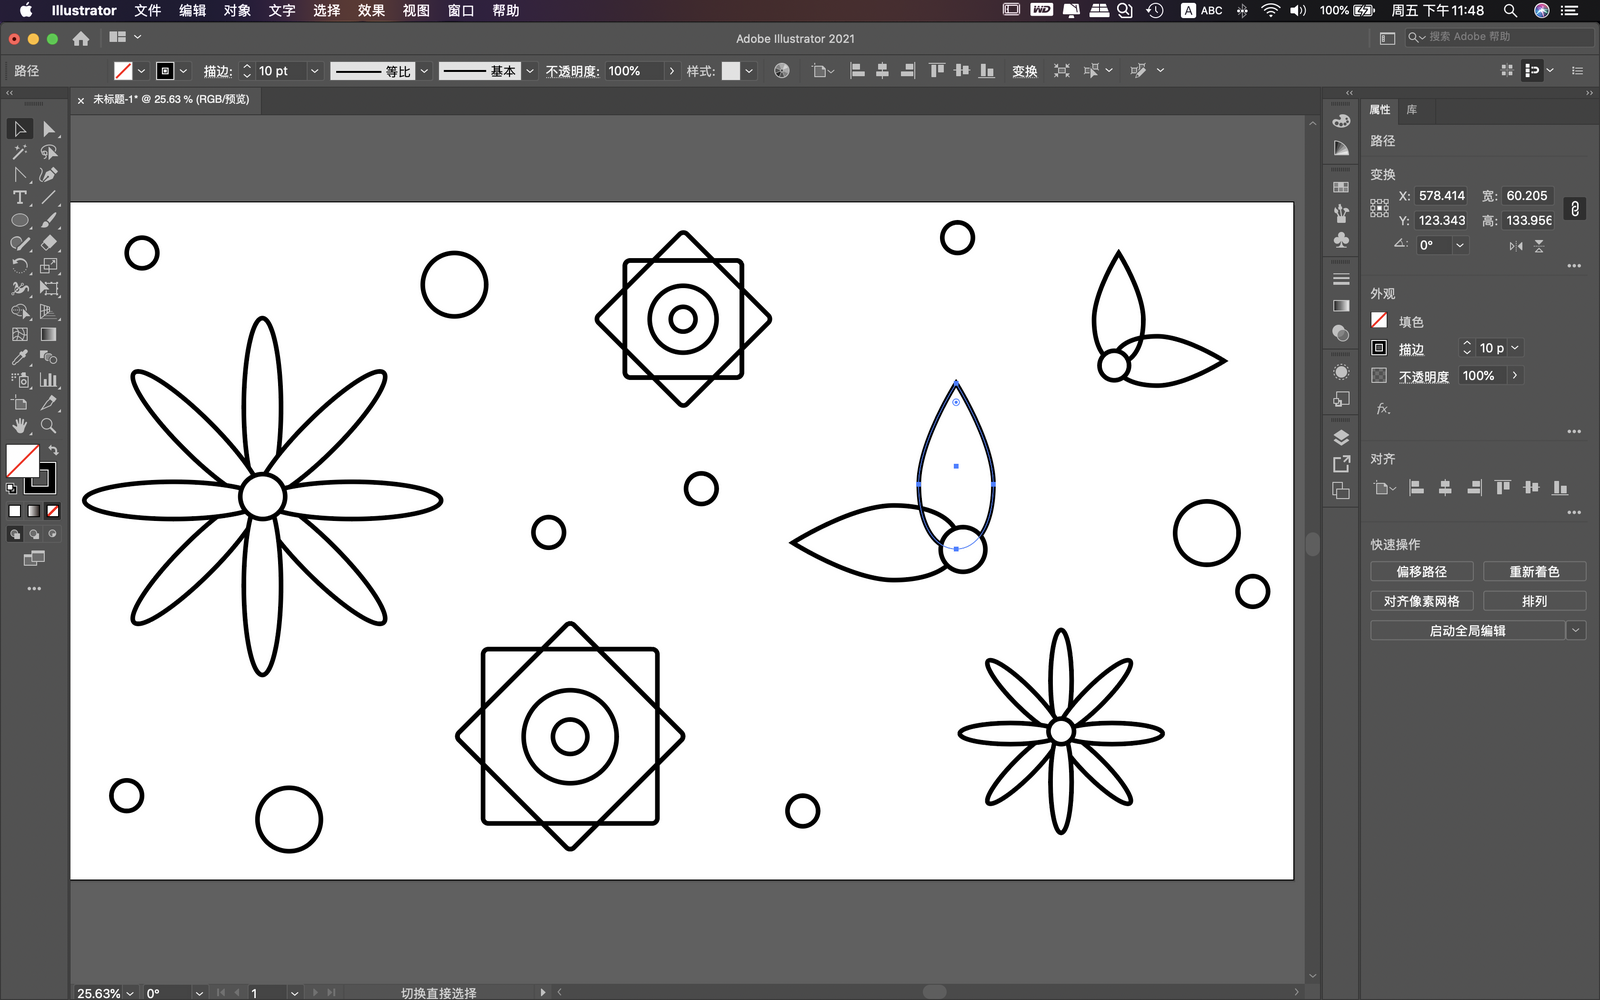 Illustrator 文件 编辑 对象 文字 选择 效果 视图 窗口 帮助 WD A ABC 100% 周五 下午11:48
Adobe Illustrator 2021 搜索 Adobe 帮助
路径 描边: 10 pt 等比 基本 不透明度: 100% 样式: 变换
× 未标题-1* @ 25.63 % (RGB/预览)
属性 库
路径
变换
X: 578.414 宽: 60.205
Y: 123.343 高: 133.956
0°
外观
填色
描边 10 p
不透明度 100%
fx.
对齐
快速操作
偏移路径 重新着色
对齐像素网格 排列
启动全局编辑
25.63% 0° 1 切换直接选择